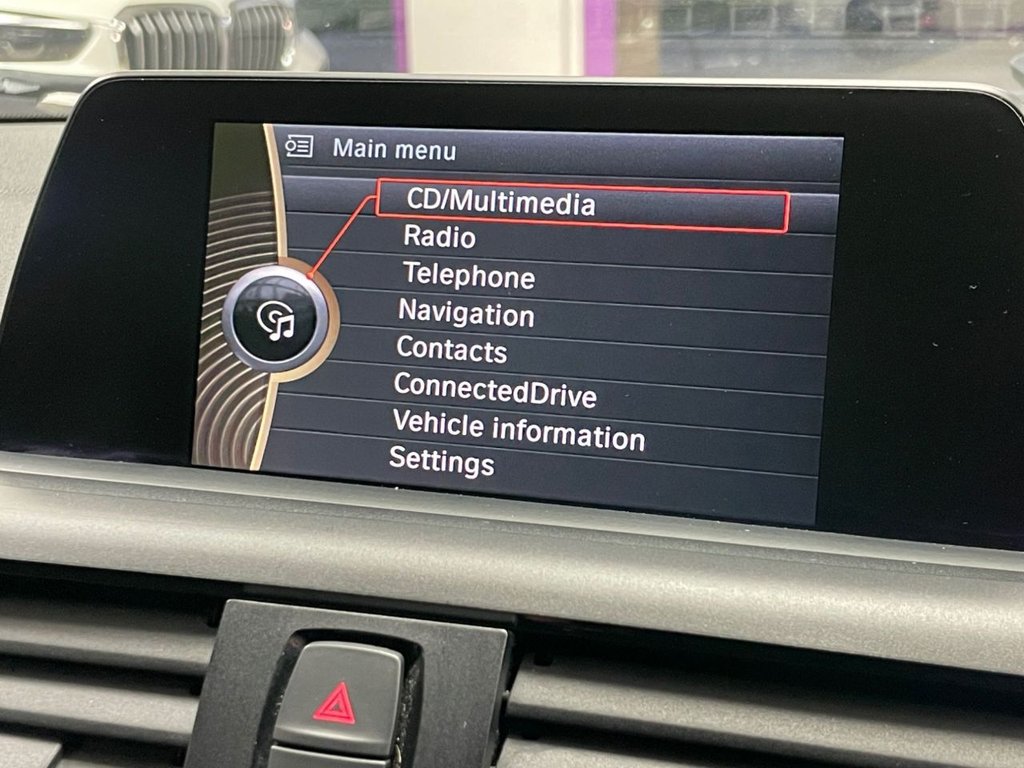 Main menu
CD/Multimedia
Radio
Telephone
Navigation
Contacts
ConnectedDrive
Vehicle information
Settings